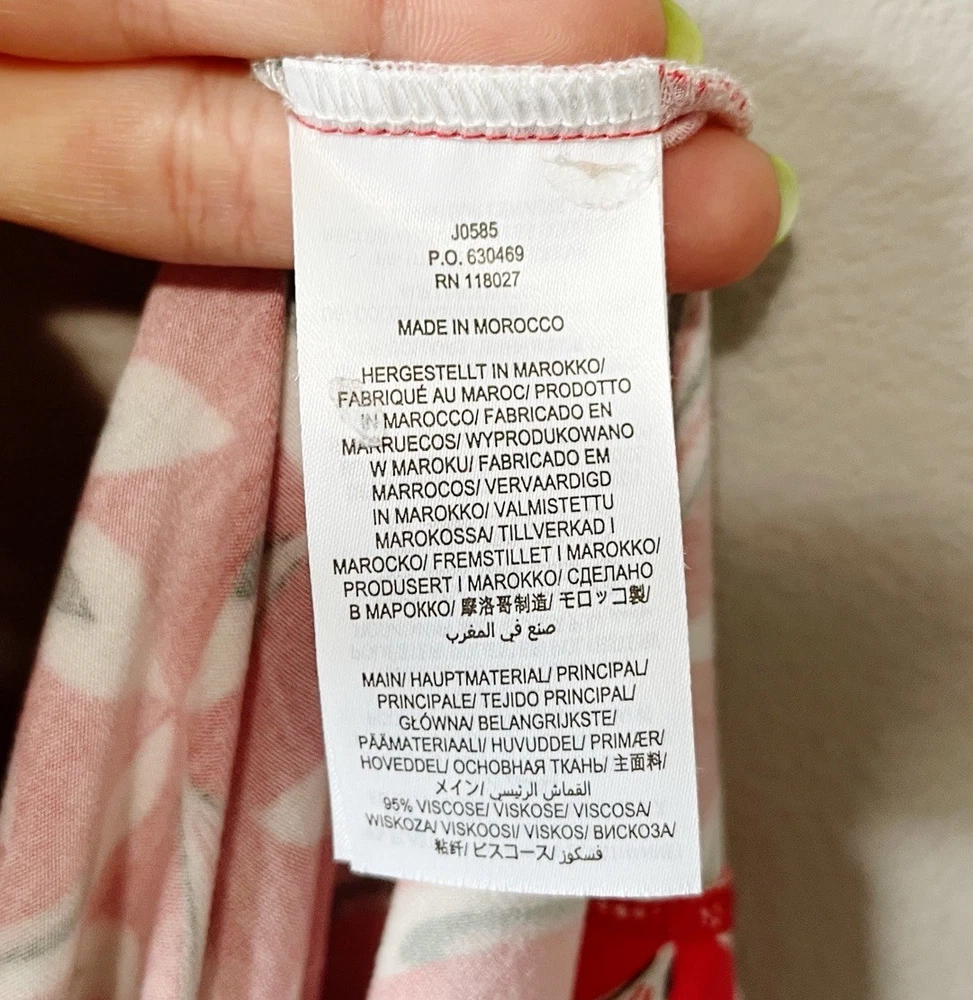 J0585
P.O. 630469
RN 118027
MADE IN MOROCCO
HERGESTELLT IN MAROKKO/
FABRIQUÉ AU MAROC/ PRODOTTO
IN MAROCCO/ FABRICADO EN
MARRUECOS/ WYPRODUKOWANO
W MAROKU/ FABRICADO EM
MARROCOS/ VERVAARDIGD
IN MAROKKO/ VALMISTETTU
MAROKOSSA/ TILLVERKAD I
MAROCKO/ FREMSTILLET I MAROKKO/
PRODUSERT I MAROKKO/ СДЕЛАНО
В МАРОККО/ 摩洛哥制造/ モロッコ製/
صنع في المغرب
MAIN/ HAUPTMATERIAL/ PRINCIPAL/
PRINCIPALE/ TEJIDO PRINCIPAL/
GŁÓWNA/ BELANGRIJKSTE/
PÄÄMATERIAALI/ HUVUDDEL/ PRIMÆR/
HOVEDDEL/ ОСНОВНАЯ ТКАНЬ/ 主面料/
メイン/ القماش الرئيسي
95% VISCOSE/ VISKOSE/ VISCOSA/
WISKOZA/ VISKOOSI/ VISKOS/ ВИСКОЗА/
粘纤/ ビスコース/ فسكوز